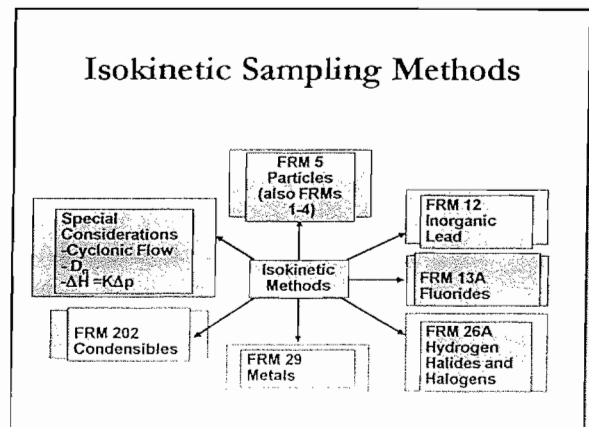 Isokinetic Sampling Methods
FRM 5
Particles
(also FRMs
1-4)
FRM 12
Inorganic
Lead
Special
Considerations
-Cyclonic Flow
- Dn
-ΔH =KΔp
Isokinetic
Methods
FRM 13A
Fluorides
FRM 202
Condensibles
FRM 29
Metals
FRM 26A
Hydrogen
Halides and
Halogens